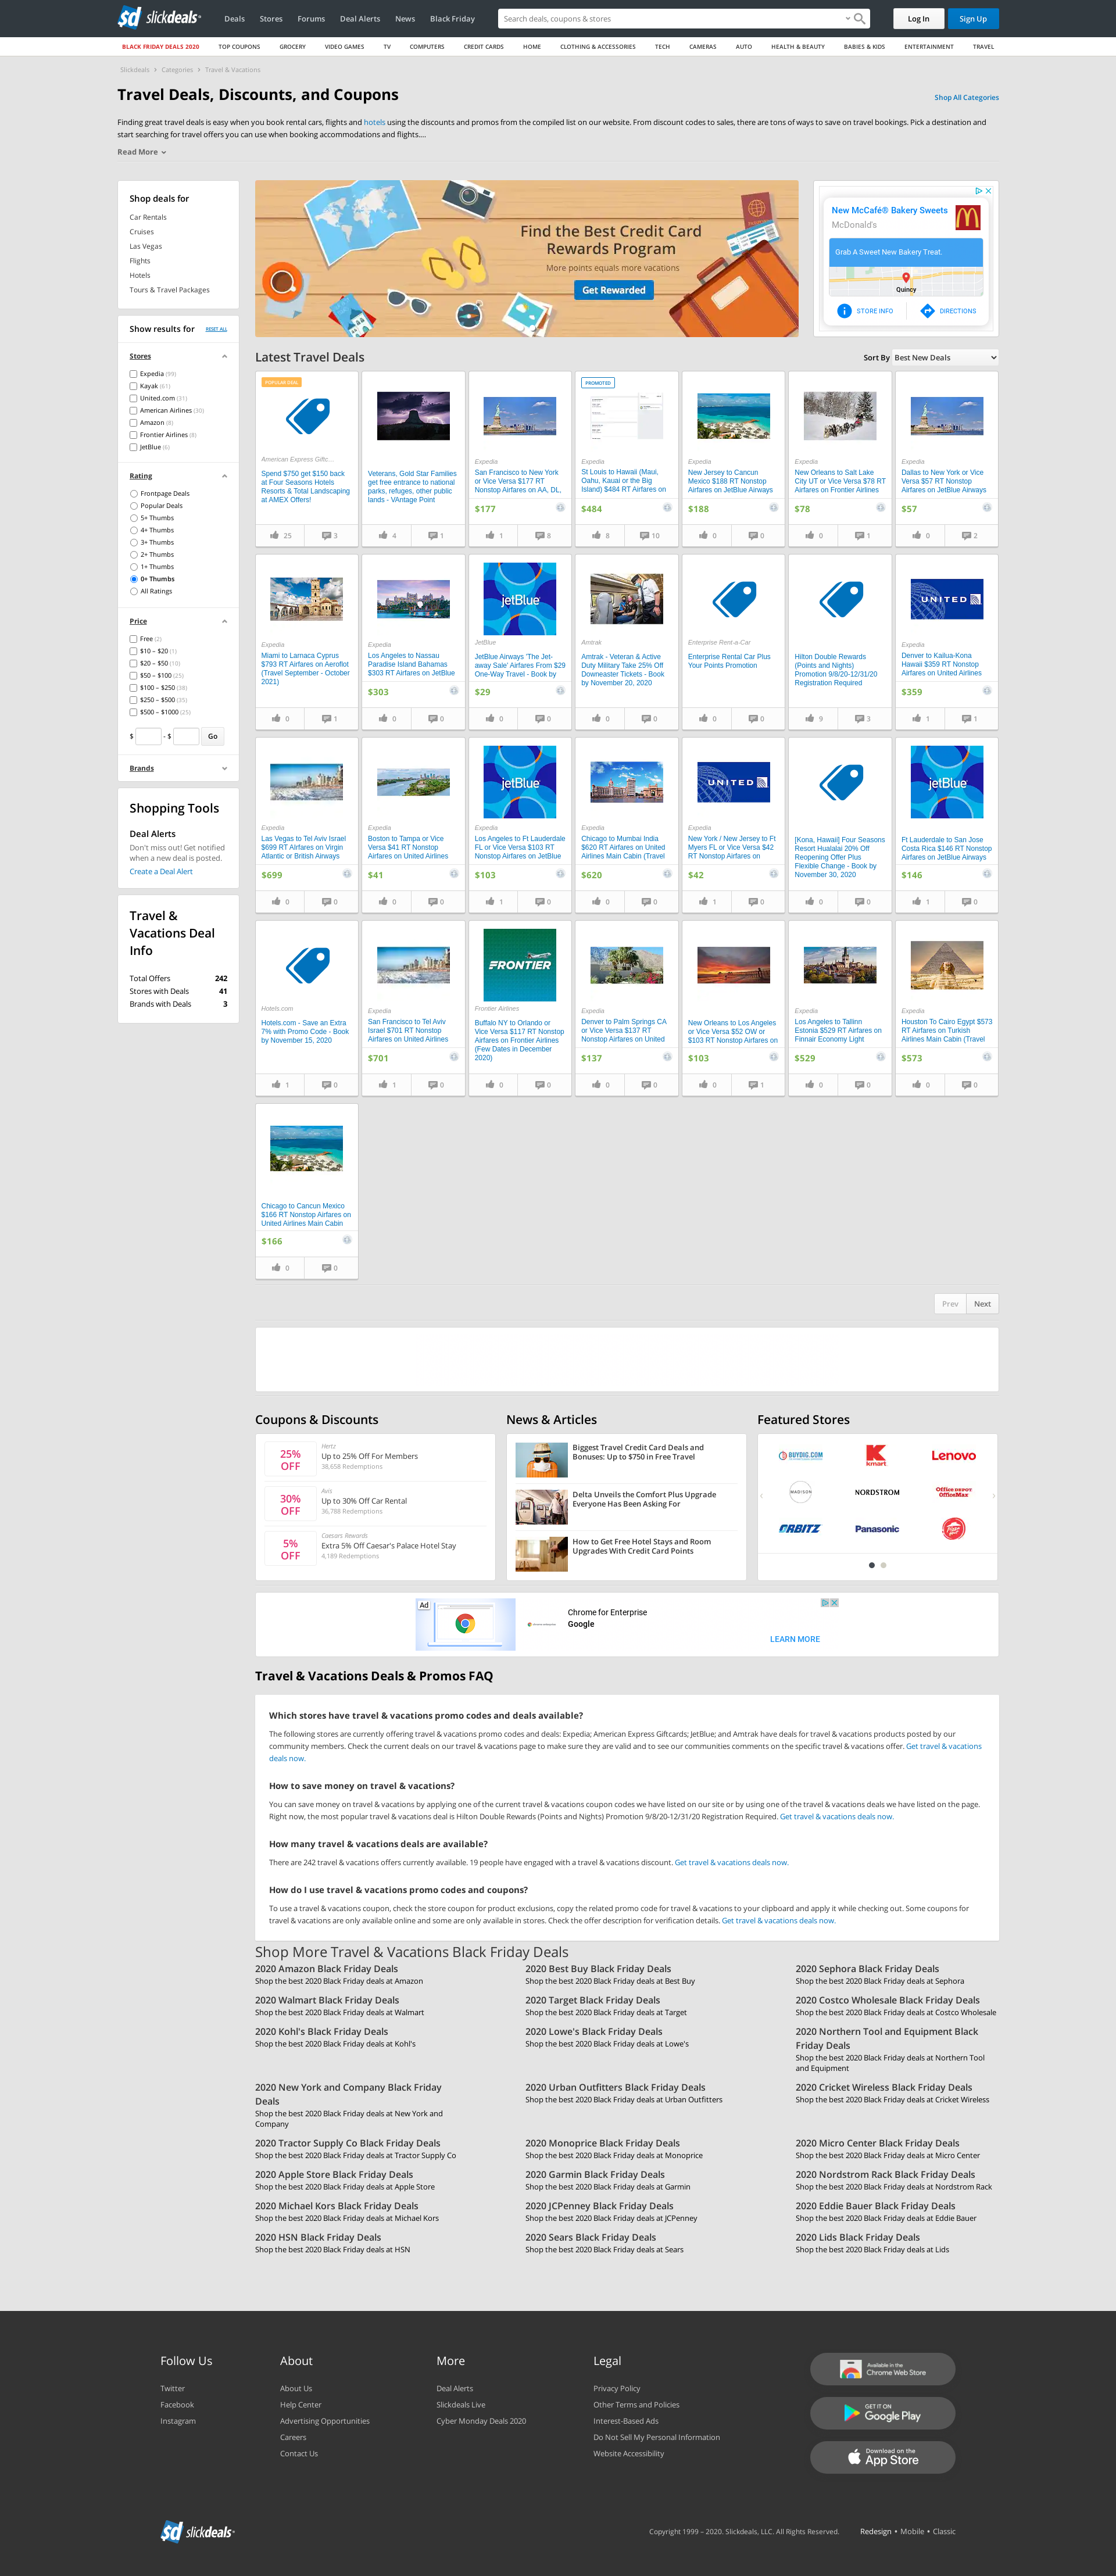 sd slickdeals
Deals
Stores
Forums
Deal Alerts
News
Black Friday
Search deals, coupons & stores
Log In
Sign Up
BLACK FRIDAY DEALS 2020
TOP COUPONS
GROCERY
VIDEO GAMES
TV
COMPUTERS
CREDIT CARDS
HOME
CLOTHING & ACCESSORIES
TECH
CAMERAS
AUTO
HEALTH & BEAUTY
BABIES & KIDS
ENTERTAINMENT
TRAVEL
Slickdeals > Categories > Travel & Vacations
Travel Deals, Discounts, and Coupons
Shop All Categories
Finding great travel deals is easy when you book rental cars, flights and hotels using the discounts and promos from the compiled list on our website. From discount codes to sales, there are tons of ways to save on travel bookings. Pick a destination and
start searching for travel offers you can use when booking accommodations and flights....
Read More
Shop deals for
Car Rentals
Cruises
Las Vegas
Flights
Hotels
Tours & Travel Packages
Show results for
RESET ALL
Stores
Expedia (99)
Kayak (61)
United.com (31)
American Airlines (30)
Amazon (8)
Frontier Airlines (8)
JetBlue (6)
Rating
Frontpage Deals
Popular Deals
5+ Thumbs
4+ Thumbs
3+ Thumbs
2+ Thumbs
1+ Thumbs
0+ Thumbs
All Ratings
Price
Free (2)
$10 – $20 (1)
$20 – $50 (10)
$50 – $100 (25)
$100 – $250 (38)
$250 – $500 (35)
$500 – $1000 (25)
$ - $ Go
Brands
Shopping Tools
Deal Alerts
Don't miss out! Get notified
when a new deal is posted.
Create a Deal Alert
Travel &
Vacations Deal
Info
Total Offers 242
Stores with Deals 41
Brands with Deals 3
Find the Best Credit Card
Rewards Program
More points equals more vacations
Get Rewarded
New McCafé® Bakery Sweets
McDonald's
Grab A Sweet New Bakery Treat.
Quincy
STORE INFO
DIRECTIONS
Latest Travel Deals
Sort By Best New Deals
POPULAR DEAL
American Express Giftc...
Spend $750 get $150 back
at Four Seasons Hotels
Resorts & Total Landscaping
at AMEX Offers!
25 3
Veterans, Gold Star Families
get free entrance to national
parks, refuges, other public
lands - VAntage Point
4 1
Expedia
San Francisco to New York
or Vice Versa $177 RT
Nonstop Airfares on AA, DL,
$177
1 8
PROMOTED
Expedia
St Louis to Hawaii (Maui,
Oahu, Kauai or the Big
Island) $484 RT Airfares on
$484
8 10
Expedia
New Jersey to Cancun
Mexico $188 RT Nonstop
Airfares on JetBlue Airways
$188
0 0
Expedia
New Orleans to Salt Lake
City UT or Vice Versa $78 RT
Airfares on Frontier Airlines
$78
0 1
Expedia
Dallas to New York or Vice
Versa $57 RT Nonstop
Airfares on JetBlue Airways
$57
0 2
Expedia
Miami to Larnaca Cyprus
$793 RT Airfares on Aeroflot
(Travel September - October
2021)
0 1
Expedia
Los Angeles to Nassau
Paradise Island Bahamas
$303 RT Airfares on JetBlue
$303
0 0
jetBlue
JetBlue
JetBlue Airways 'The Jet-
away Sale' Airfares From $29
One-Way Travel - Book by
$29
0 0
Amtrak
Amtrak - Veteran & Active
Duty Military Take 25% Off
Downeaster Tickets - Book
by November 20, 2020
0 0
Enterprise Rent-a-Car
Enterprise Rental Car Plus
Your Points Promotion
0 0
Hilton Double Rewards
(Points and Nights)
Promotion 9/8/20-12/31/20
Registration Required
9 3
UNITED
Expedia
Denver to Kailua-Kona
Hawaii $359 RT Nonstop
Airfares on United Airlines
$359
1 1
Expedia
Las Vegas to Tel Aviv Israel
$699 RT AIrfares on Virgin
Atlantic or British Airways
$699
0 0
Expedia
Boston to Tampa or Vice
Versa $41 RT Nonstop
Airfares on United Airlines
$41
0 0
jetBlue
Expedia
Los Angeles to Ft Lauderdale
FL or Vice Versa $103 RT
Nonstop Airfares on JetBlue
$103
1 0
Expedia
Chicago to Mumbai India
$620 RT Airfares on United
Airlines Main Cabin (Travel
$620
0 0
UNITED
Expedia
New York / New Jersey to Ft
Myers FL or Vice Versa $42
RT Nonstop Airfares on
$42
1 0
[Kona, Hawaii] Four Seasons
Resort Hualalai 20% Off
Reopening Offer Plus
Flexible Change - Book by
November 30, 2020
0 0
jetBlue
Ft Lauderdale to San Jose
Costa Rica $146 RT Nonstop
Airfares on JetBlue Airways
$146
1 0
Hotels.com
Hotels.com - Save an Extra
7% with Promo Code - Book
by November 15, 2020
1 0
Expedia
San Francisco to Tel Aviv
Israel $701 RT Nonstop
Airfares on United Airlines
$701
1 0
FRONTIER
Frontier Airlines
Buffalo NY to Orlando or
Vice Versa $117 RT Nonstop
Airfares on Frontier Airlines
(Few Dates in December
2020)
0 0
Expedia
Denver to Palm Springs CA
or Vice Versa $137 RT
Nonstop Airfares on United
$137
0 0
New Orleans to Los Angeles
or Vice Versa $52 OW or
$103 RT Nonstop Airfares on
$103
0 1
Expedia
Los Angeles to Tallinn
Estonia $529 RT Airfares on
Finnair Economy Light
$529
0 0
Expedia
Houston To Cairo Egypt $573
RT Airfares on Turkish
Airlines Main Cabin (Travel
$573
0 0
Chicago to Cancun Mexico
$166 RT Nonstop Airfares on
United Airlines Main Cabin
$166
0 0
Prev Next
Coupons & Discounts
25%
OFF
Hertz
Up to 25% Off For Members
38,658 Redemptions
30%
OFF
Avis
Up to 30% Off Car Rental
36,788 Redemptions
5%
OFF
Caesars Rewards
Extra 5% Off Caesar's Palace Hotel Stay
4,189 Redemptions
News & Articles
Biggest Travel Credit Card Deals and
Bonuses: Up to $750 in Free Travel
Delta Unveils the Comfort Plus Upgrade
Everyone Has Been Asking For
How to Get Free Hotel Stays and Room
Upgrades With Credit Card Points
Featured Stores
BUYDIG.COM
kmart
Lenovo
MADISON
NORDSTROM
Office DEPOT
OfficeMax
ORBITZ
Panasonic
Pizza Hut
Ad
Chrome for Enterprise
Google
LEARN MORE
Travel & Vacations Deals & Promos FAQ
Which stores have travel & vacations promo codes and deals available?
The following stores are currently offering travel & vacations promo codes and deals: Expedia; American Express Giftcards; JetBlue; and Amtrak have deals for travel & vacations products posted by our
community members. Check the current deals on our travel & vacations page to make sure they are valid and to see our communities comments on the specific travel & vacations offer. Get travel & vacations
deals now.
How to save money on travel & vacations?
You can save money on travel & vacations by applying one of the current travel & vacations coupon codes we have listed on our site or by using one of the travel & vacations deals we have listed on the page.
Right now, the most popular travel & vacations deal is Hilton Double Rewards (Points and Nights) Promotion 9/8/20-12/31/20 Registration Required. Get travel & vacations deals now.
How many travel & vacations deals are available?
There are 242 travel & vacations offers currently available. 19 people have engaged with a travel & vacations discount. Get travel & vacations deals now.
How do I use travel & vacations promo codes and coupons?
To use a travel & vacations coupon, check the store coupon for product exclusions, copy the related promo code for travel & vacations to your clipboard and apply it while checking out. Some coupons for
travel & vacations are only available online and some are only available in stores. Check the offer description for verification details. Get travel & vacations deals now.
Shop More Travel & Vacations Black Friday Deals
2020 Amazon Black Friday Deals
Shop the best 2020 Black Friday deals at Amazon
2020 Best Buy Black Friday Deals
Shop the best 2020 Black Friday deals at Best Buy
2020 Sephora Black Friday Deals
Shop the best 2020 Black Friday deals at Sephora
2020 Walmart Black Friday Deals
Shop the best 2020 Black Friday deals at Walmart
2020 Target Black Friday Deals
Shop the best 2020 Black Friday deals at Target
2020 Costco Wholesale Black Friday Deals
Shop the best 2020 Black Friday deals at Costco Wholesale
2020 Kohl's Black Friday Deals
Shop the best 2020 Black Friday deals at Kohl's
2020 Lowe's Black Friday Deals
Shop the best 2020 Black Friday deals at Lowe's
2020 Northern Tool and Equipment Black
Friday Deals
Shop the best 2020 Black Friday deals at Northern Tool
and Equipment
2020 New York and Company Black Friday
Deals
Shop the best 2020 Black Friday deals at New York and
Company
2020 Urban Outfitters Black Friday Deals
Shop the best 2020 Black Friday deals at Urban Outfitters
2020 Cricket Wireless Black Friday Deals
Shop the best 2020 Black Friday deals at Cricket Wireless
2020 Tractor Supply Co Black Friday Deals
Shop the best 2020 Black Friday deals at Tractor Supply Co
2020 Monoprice Black Friday Deals
Shop the best 2020 Black Friday deals at Monoprice
2020 Micro Center Black Friday Deals
Shop the best 2020 Black Friday deals at Micro Center
2020 Apple Store Black Friday Deals
Shop the best 2020 Black Friday deals at Apple Store
2020 Garmin Black Friday Deals
Shop the best 2020 Black Friday deals at Garmin
2020 Nordstrom Rack Black Friday Deals
Shop the best 2020 Black Friday deals at Nordstrom Rack
2020 Michael Kors Black Friday Deals
Shop the best 2020 Black Friday deals at Michael Kors
2020 JCPenney Black Friday Deals
Shop the best 2020 Black Friday deals at JCPenney
2020 Eddie Bauer Black Friday Deals
Shop the best 2020 Black Friday deals at Eddie Bauer
2020 HSN Black Friday Deals
Shop the best 2020 Black Friday deals at HSN
2020 Sears Black Friday Deals
Shop the best 2020 Black Friday deals at Sears
2020 Lids Black Friday Deals
Shop the best 2020 Black Friday deals at Lids
Follow Us
Twitter
Facebook
Instagram
About
About Us
Help Center
Advertising Opportunities
Careers
Contact Us
More
Deal Alerts
Slickdeals Live
Cyber Monday Deals 2020
Legal
Privacy Policy
Other Terms and Policies
Interest-Based Ads
Do Not Sell My Personal Information
Website Accessibility
Available in the
Chrome Web Store
GET IT ON
Google Play
Download on the
App Store
sd slickdeals
Copyright 1999 – 2020. Slickdeals, LLC. All Rights Reserved.
Redesign • Mobile • Classic